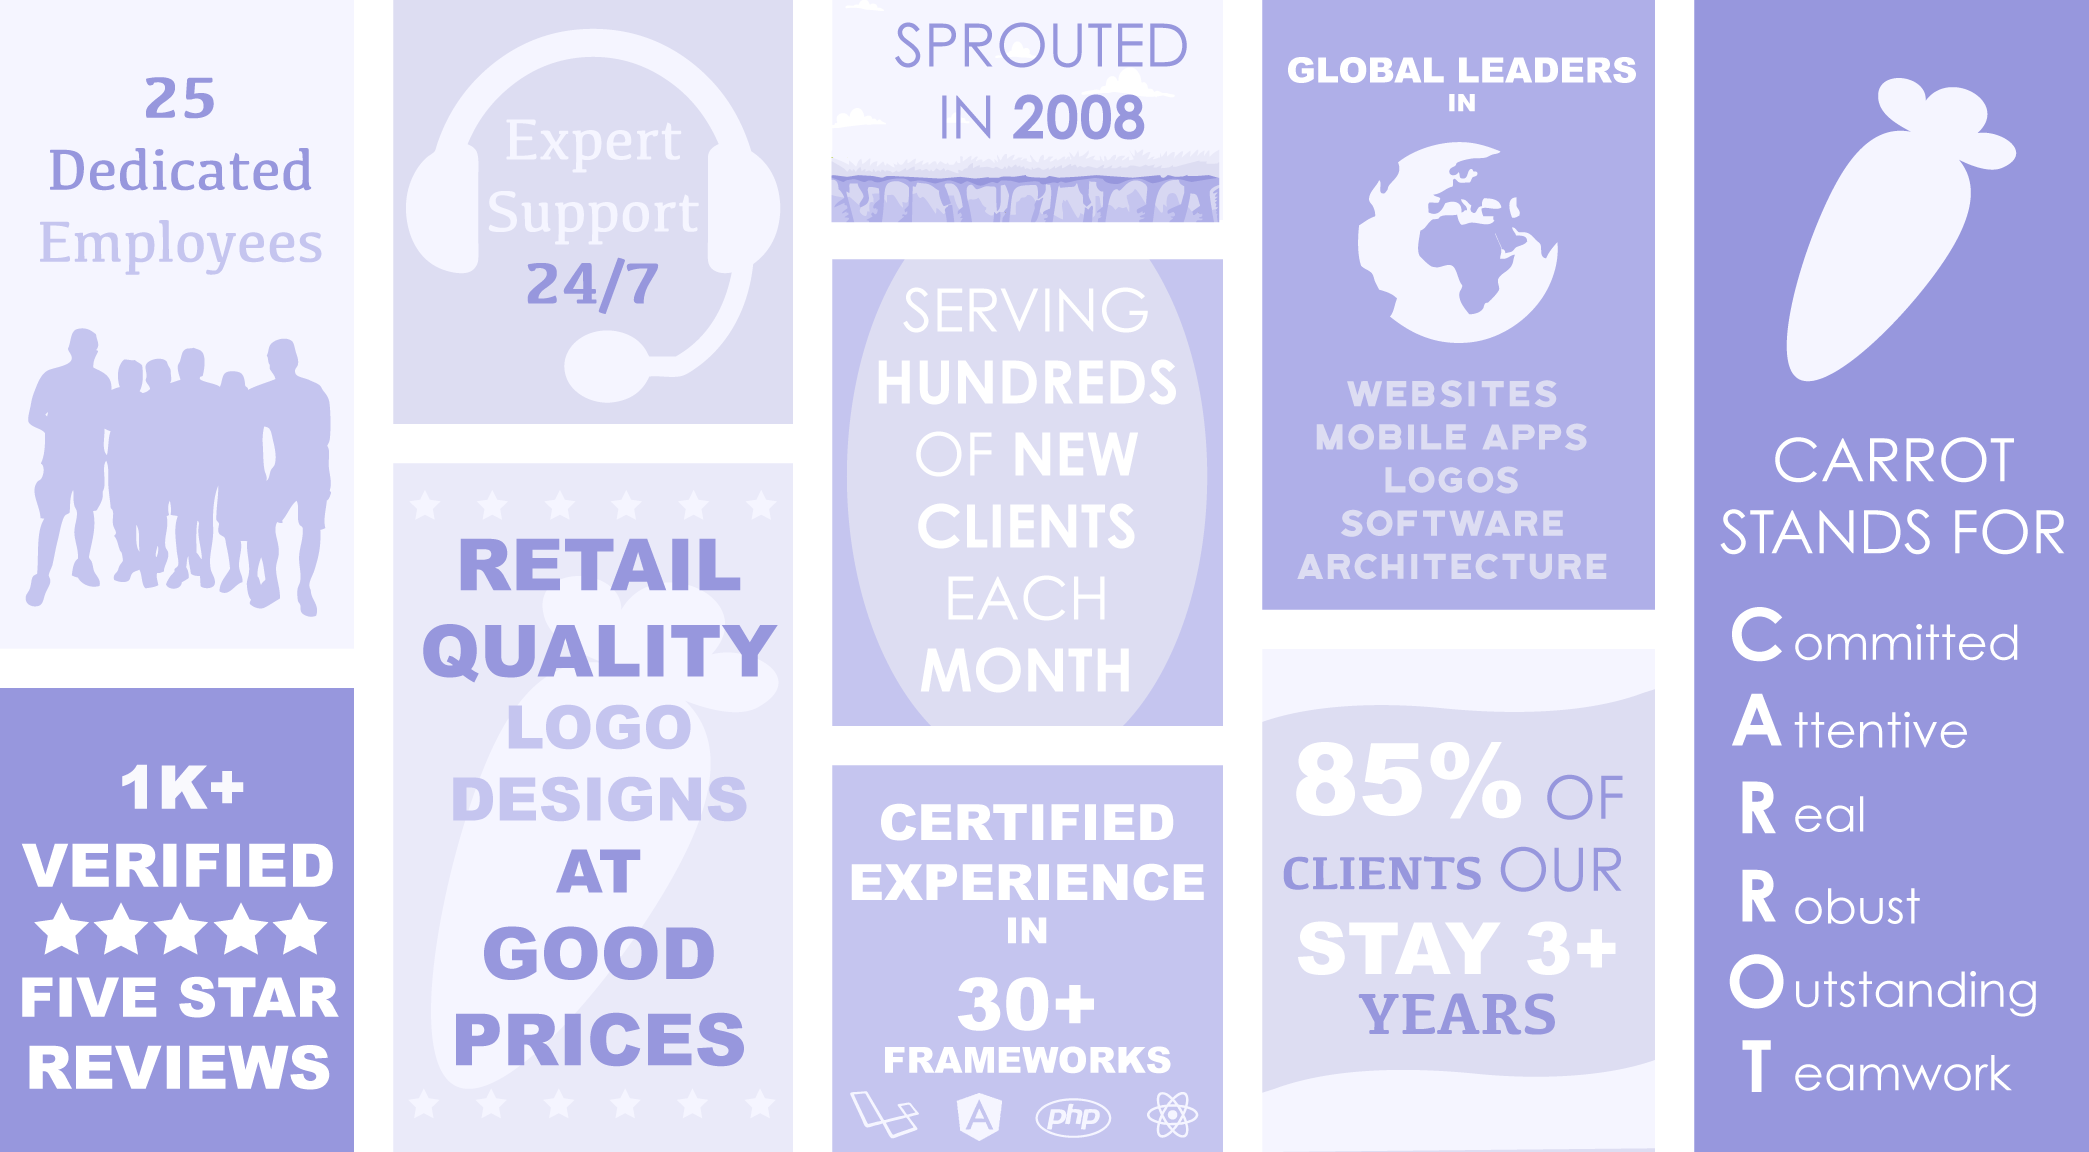 25
Dedicated
Employees
1K+
VERIFIED
FIVE STAR
REVIEWS
Expert
Support
24/7
RETAIL
QUALITY
LOGO
DESIGNS
AT
GOOD
PRICES
SPROUTED
IN 2008
SERVING
HUNDREDS
OF NEW
CLIENTS
EACH
MONTH
CERTIFIED
EXPERIENCE
IN
30+
FRAMEWORKS
A php
GLOBAL LEADERS
IN
WEBSITES
MOBILE APPS
LOGOS
SOFTWARE
ARCHITECTURE
85% OF
CLIENTS OUR
STAY 3+
YEARS
CARROT
STANDS FOR
Committed
Attentive
Real
Robust
Outstanding
Teamwork